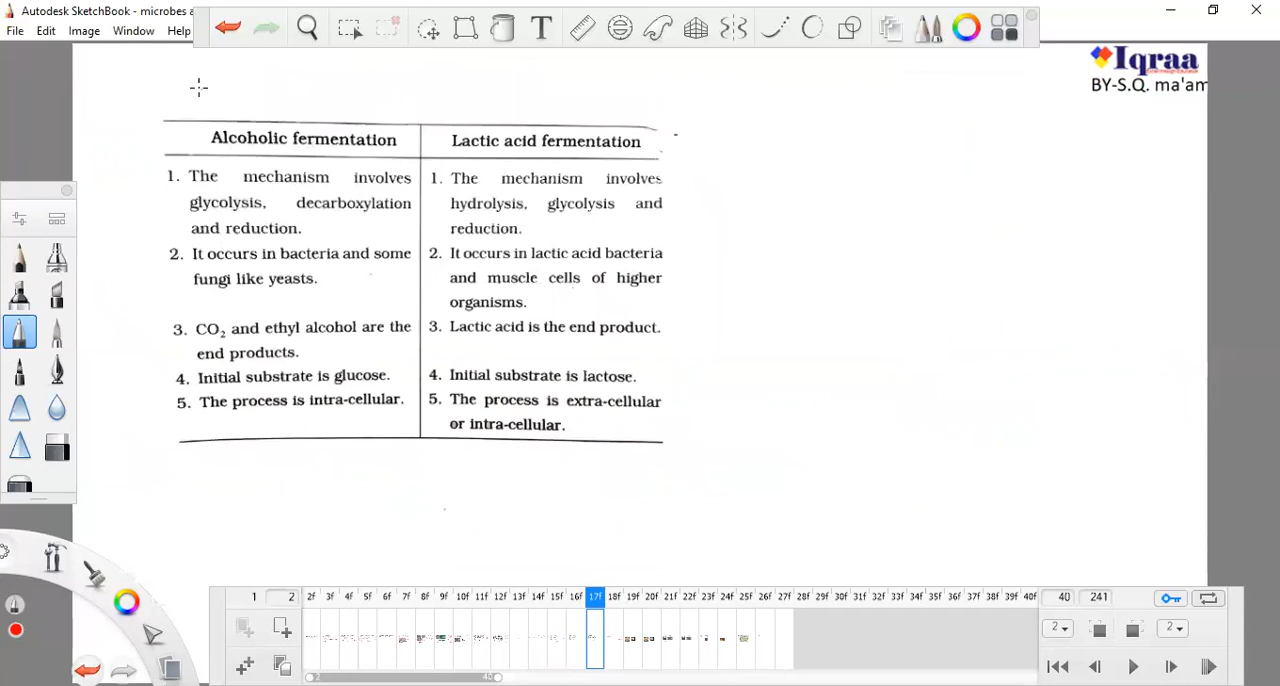 Autodesk SketchBook - microbes a
File Edit Image Window Help
Iqraa
BY-S.Q. ma'am
Alcoholic fermentation
1. The mechanism involves
glycolysis, decarboxylation
and reduction.
2. It occurs in bacteria and some
fungi like yeasts.
3. CO₂ and ethyl alcohol are the
end products.
4. Initial substrate is glucose.
5. The process is intra-cellular.
Lactic acid fermentation
1. The mechanism involves
hydrolysis, glycolysis and
reduction.
2. It occurs in lactic acid bacteria
and muscle cells of higher
organisms.
3. Lactic acid is the end product.
4. Initial substrate is lactose.
5. The process is extra-cellular
or intra-cellular.
1 2 2f 3f 4f 5f 6f 7f 8f 9f 10f 11f 12f 13f 14f 15f 16f 17f 18f 19f 20f 21f 22f 23f 24f 25f 26f 27f 28f 29f 30f 31f 32f 33f 34f 35f 36f 37f 38f 39f 40f 40 241
2 2
2 40